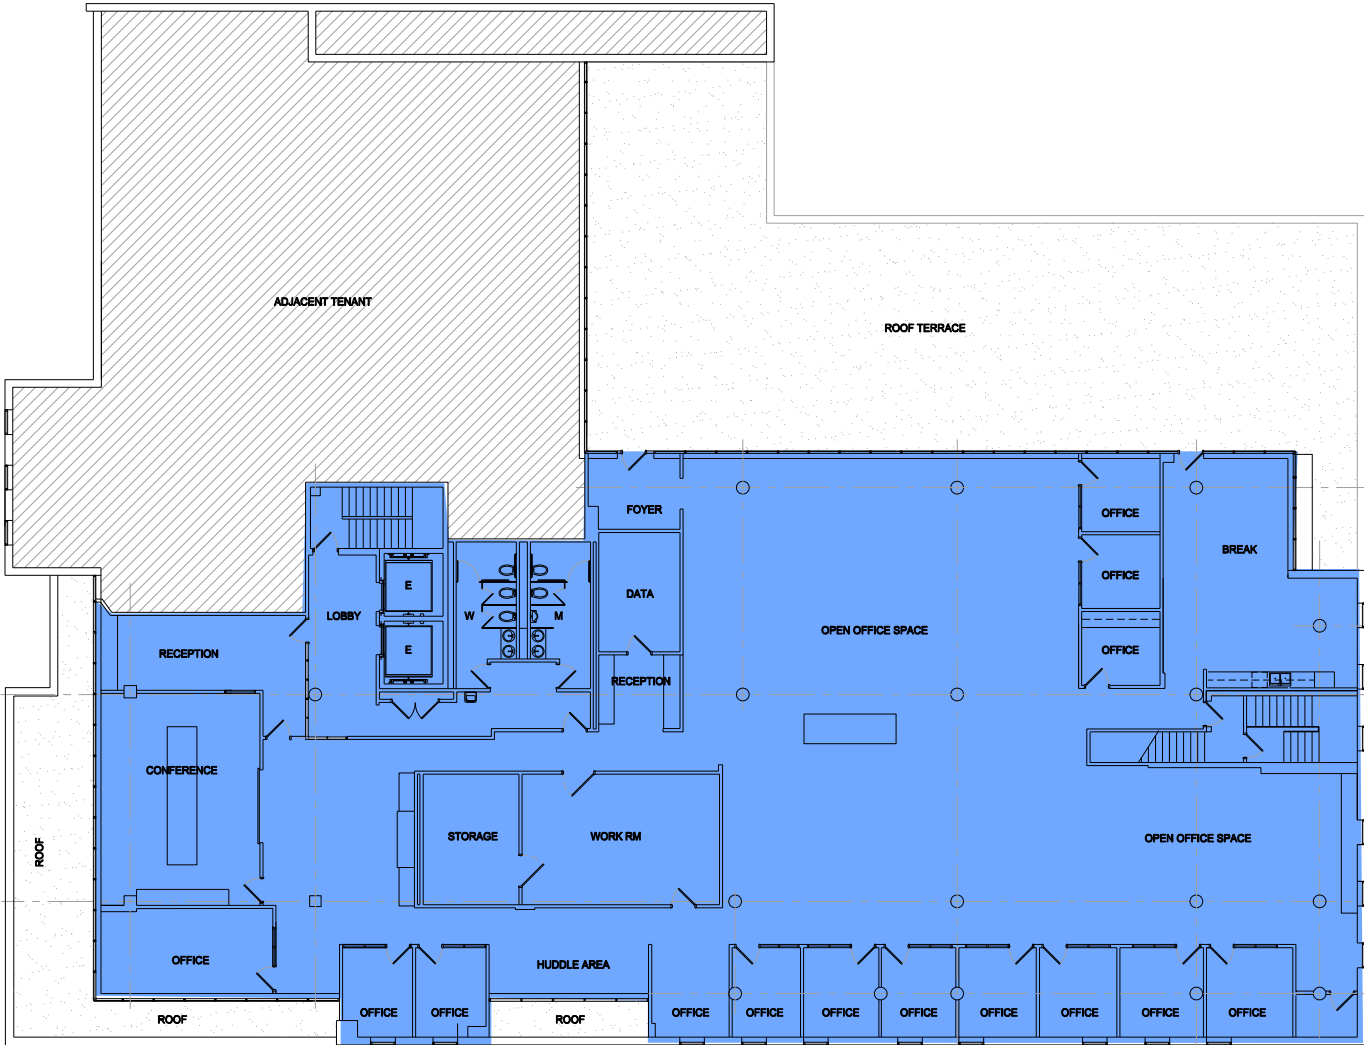 ADJACENT TENANT
ROOF TERRACE
FOYER
OFFICE
BREAK
OFFICE
E
DATA
LOBBY
W
M
OPEN OFFICE SPACE
RECEPTION
E
OFFICE
RECEPTION
CONFERENCE
STORAGE
WORK RM
OPEN OFFICE SPACE
ROOF
OFFICE
HUDDLE AREA
OFFICE
OFFICE
OFFICE
OFFICE
OFFICE
OFFICE
OFFICE
OFFICE
OFFICE
OFFICE
ROOF
ROOF